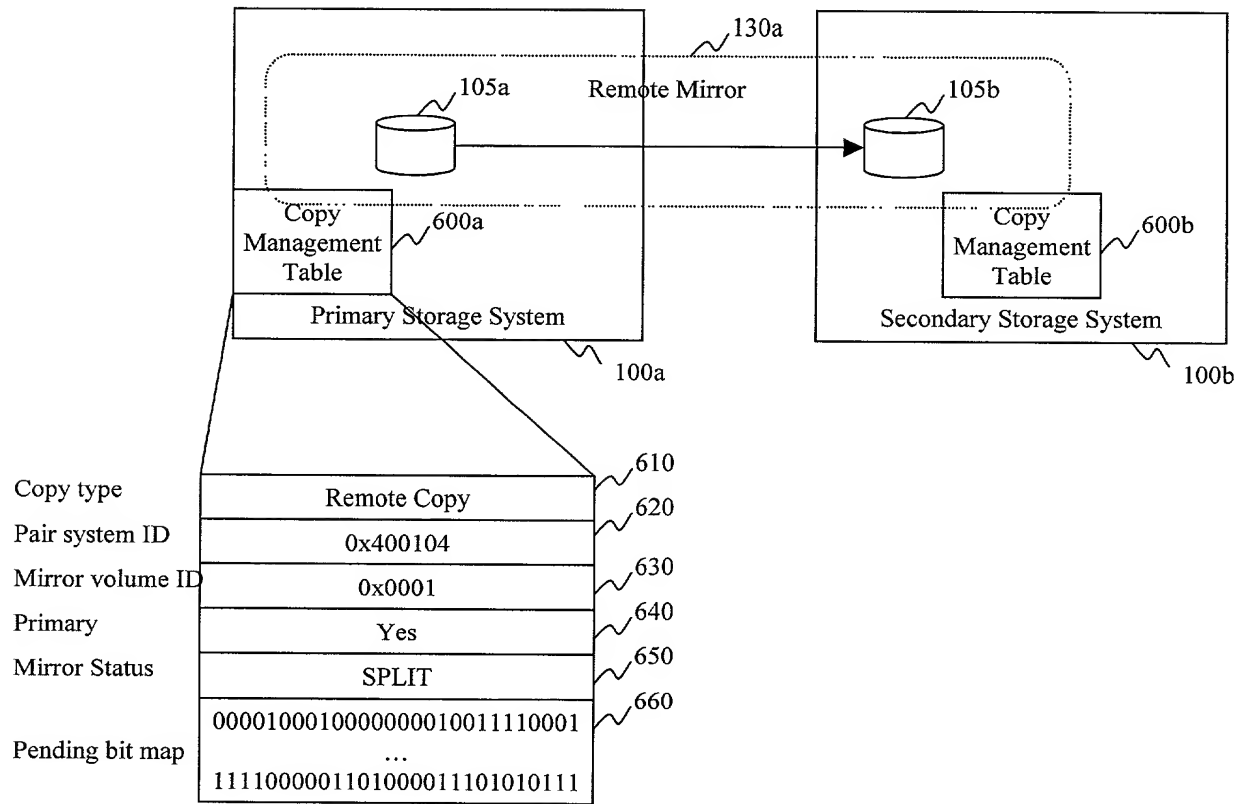 130a
105a
Remote Mirror
105b
Copy
Management
Table
600a
Copy
Management
Table
600b
Primary Storage System
Secondary Storage System
100a
100b
610
Copy type
Remote Copy
620
Pair system ID
0x400104
630
Mirror volume ID
0x0001
640
Primary
Yes
650
Mirror Status
SPLIT
660
Pending bit map
0000100010000000010011110001
...
1111000001101000011101010111